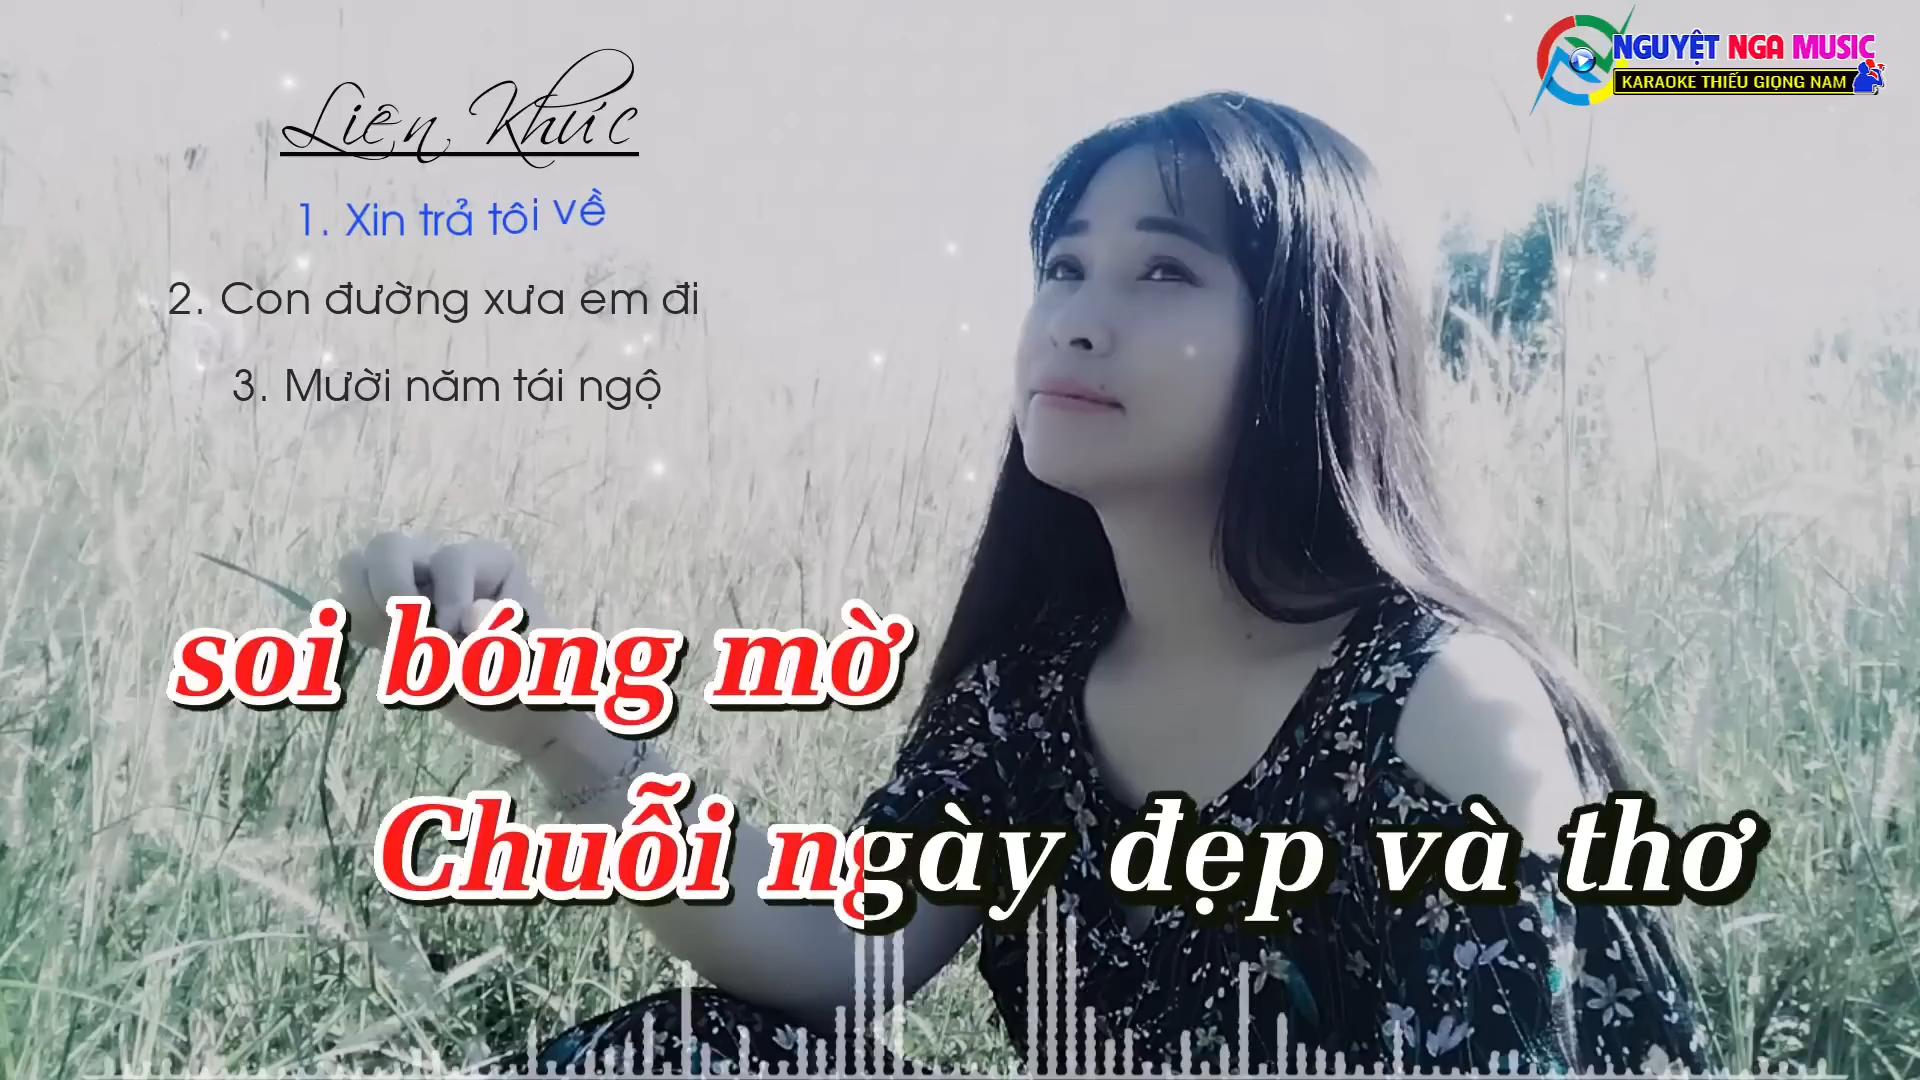 NGUYỆT NGA MUSIC
KARAOKE THIẾU GIỌNG NAM
Liên Khúc
1. Xin trả tôi về
2. Con đường xưa em đi
3. Mười năm tái ngộ
soi bóng mờ
Chuỗi ngày đẹp và thơ